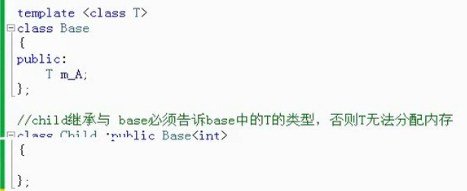 template <class T>
class Base
{
public:
T m_A;
};
//child继承与 base必须告诉base中的T的类型，否则T无法分配内存
class Child :public Base<int>
{
};